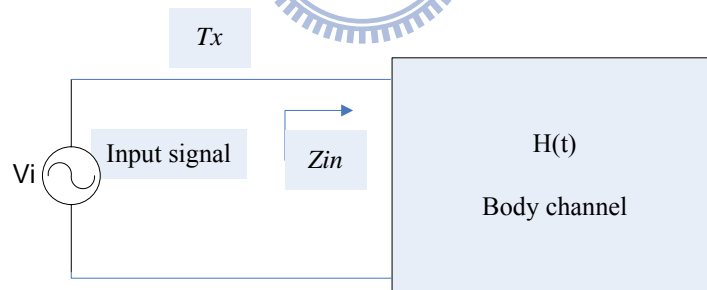 Tx
Vi
Input signal
Zin
H(t)
Body channel